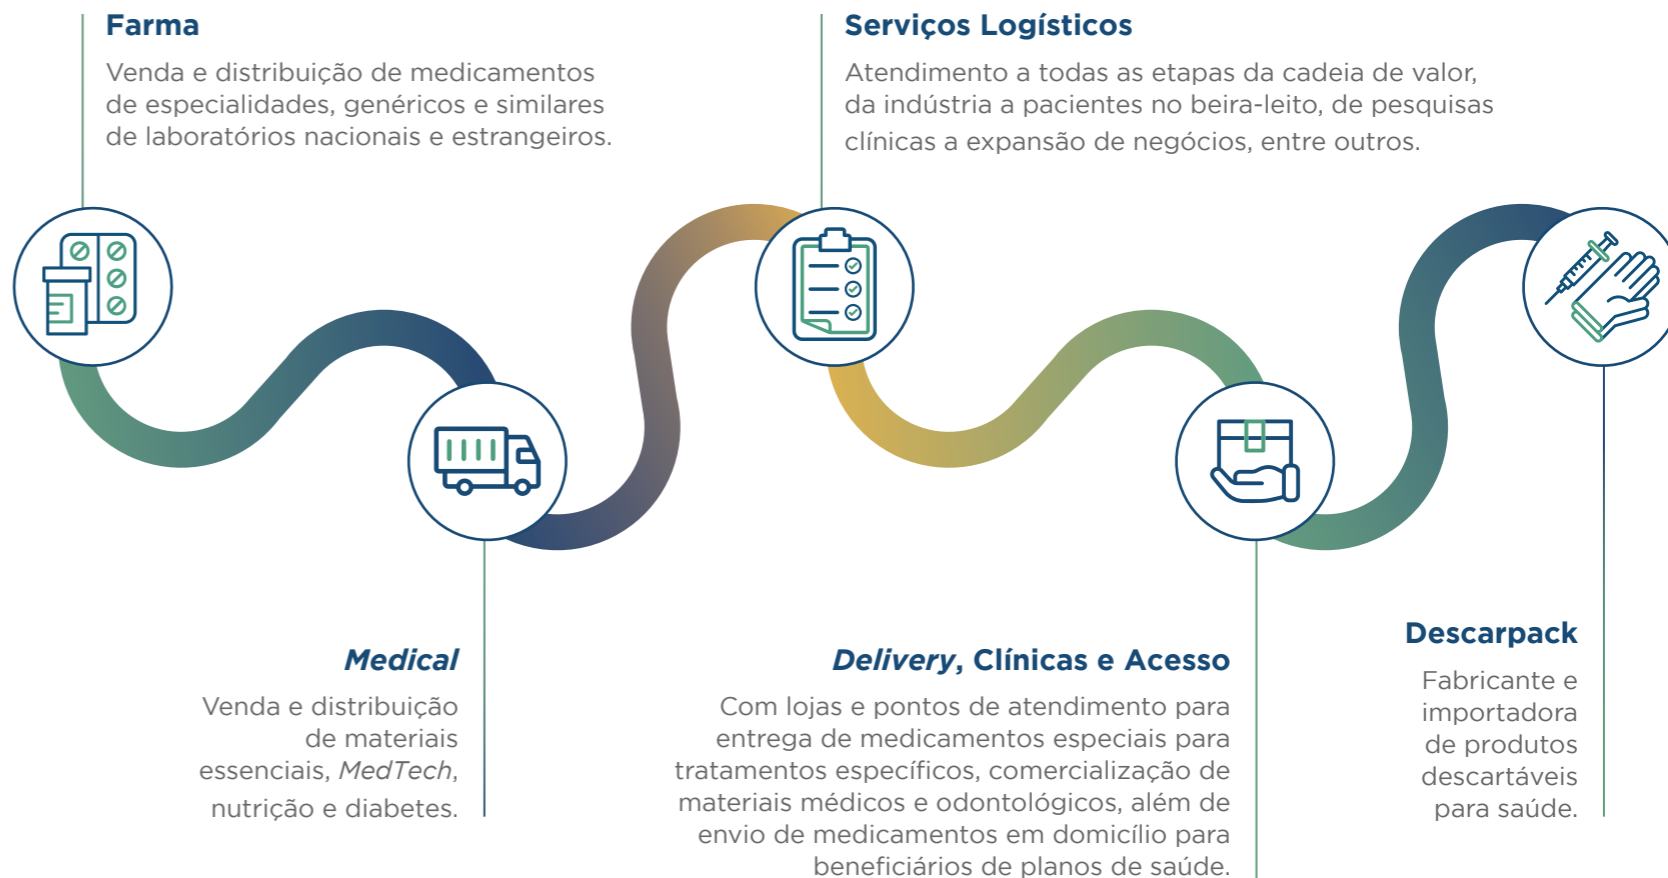 Farma
Venda e distribuição de medicamentos
de especialidades, genéricos e similares
de laboratórios nacionais e estrangeiros.
Serviços Logísticos
Atendimento a todas as etapas da cadeia de valor,
da indústria a pacientes no beira-leito, de pesquisas
clínicas a expansão de negócios, entre outros.
Medical
Venda e distribuição
de materiais
essenciais, MedTech,
nutrição e diabetes.
Delivery, Clínicas e Acesso
Com lojas e pontos de atendimento para
entrega de medicamentos especiais para
tratamentos específicos, comercialização de
materiais médicos e odontológicos, além de
envio de medicamentos em domicílio para
beneficiários de planos de saúde.
Descarpack
Fabricante e
importadora
de produtos
descartáveis
para saúde.